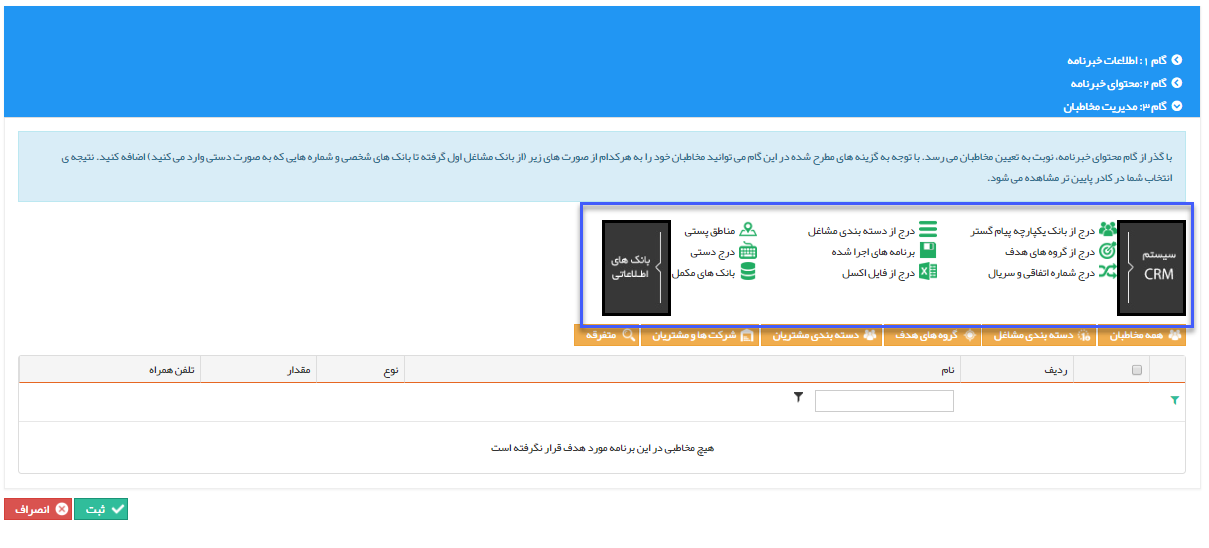 گام ۱: اطلاعات خبرنامه
گام ۲:محتوای خبرنامه
گام ۳: مدیریت مخاطبان
با گذر از گام محتوای خبرنامه، نوبت به تعیین مخاطبان می رسد. با توجه به گزینه های مطرح شده در این گام می توانید مخاطبان خود را به هرکدام از صورت های زیر (از بانک مشاغل اول گرفته تا بانک های شخصی و شماره هایی که به صورت دستی وارد می کنید) اضافه کنید. نتیجه ی
انتخاب شما در کادر پایین تر مشاهده می شود.
سیستم
CRM
درج از بانک یکپارچه پیام گستر
درج از گروه های هدف
درج شماره اتفاقی و سریال
درج از دسته بندی مشاغل
برنامه های اجرا شده
درج از فایل اکسل
مناطق پستی
درج دستی
بانک های مکمل
بانک های
اطلاعاتی
همه مخاطبان دسته بندی مشاغل گروه های هدف دسته بندی مشتریان شرکت ها و مشتریان متفرقه
ردیف نام نوع مقدار تلفن همراه
هیچ مخاطبی در این برنامه مورد هدف قرار نگرفته است
ثبت انصراف